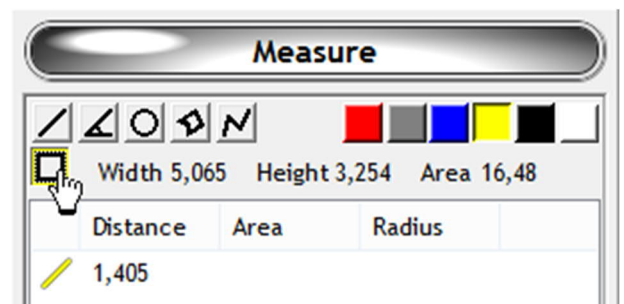 Measure
Width 5,065 Height 3,254 Area 16,48
Distance Area Radius
1,405